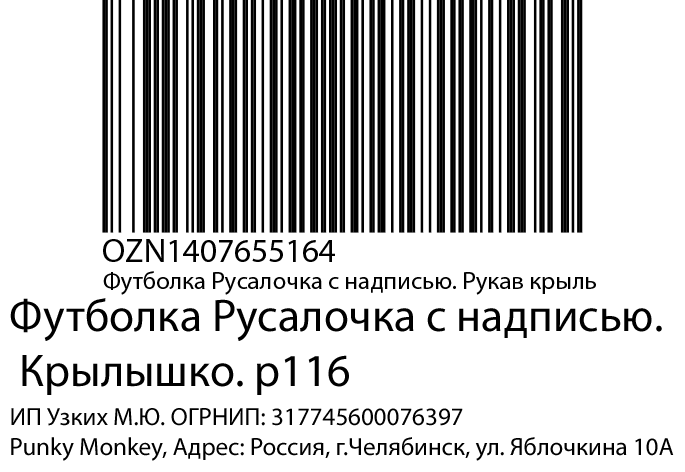 OZN1407655164
Футболка Русалочка с надписью. Рукав крыль
Футболка Русалочка с надписью.
Крылышко. р116
ИП Узких М.Ю. ОГРНИП: 317745600076397
Punky Monkey, Адрес: Россия, г.Челябинск, ул. Яблочкина 10А